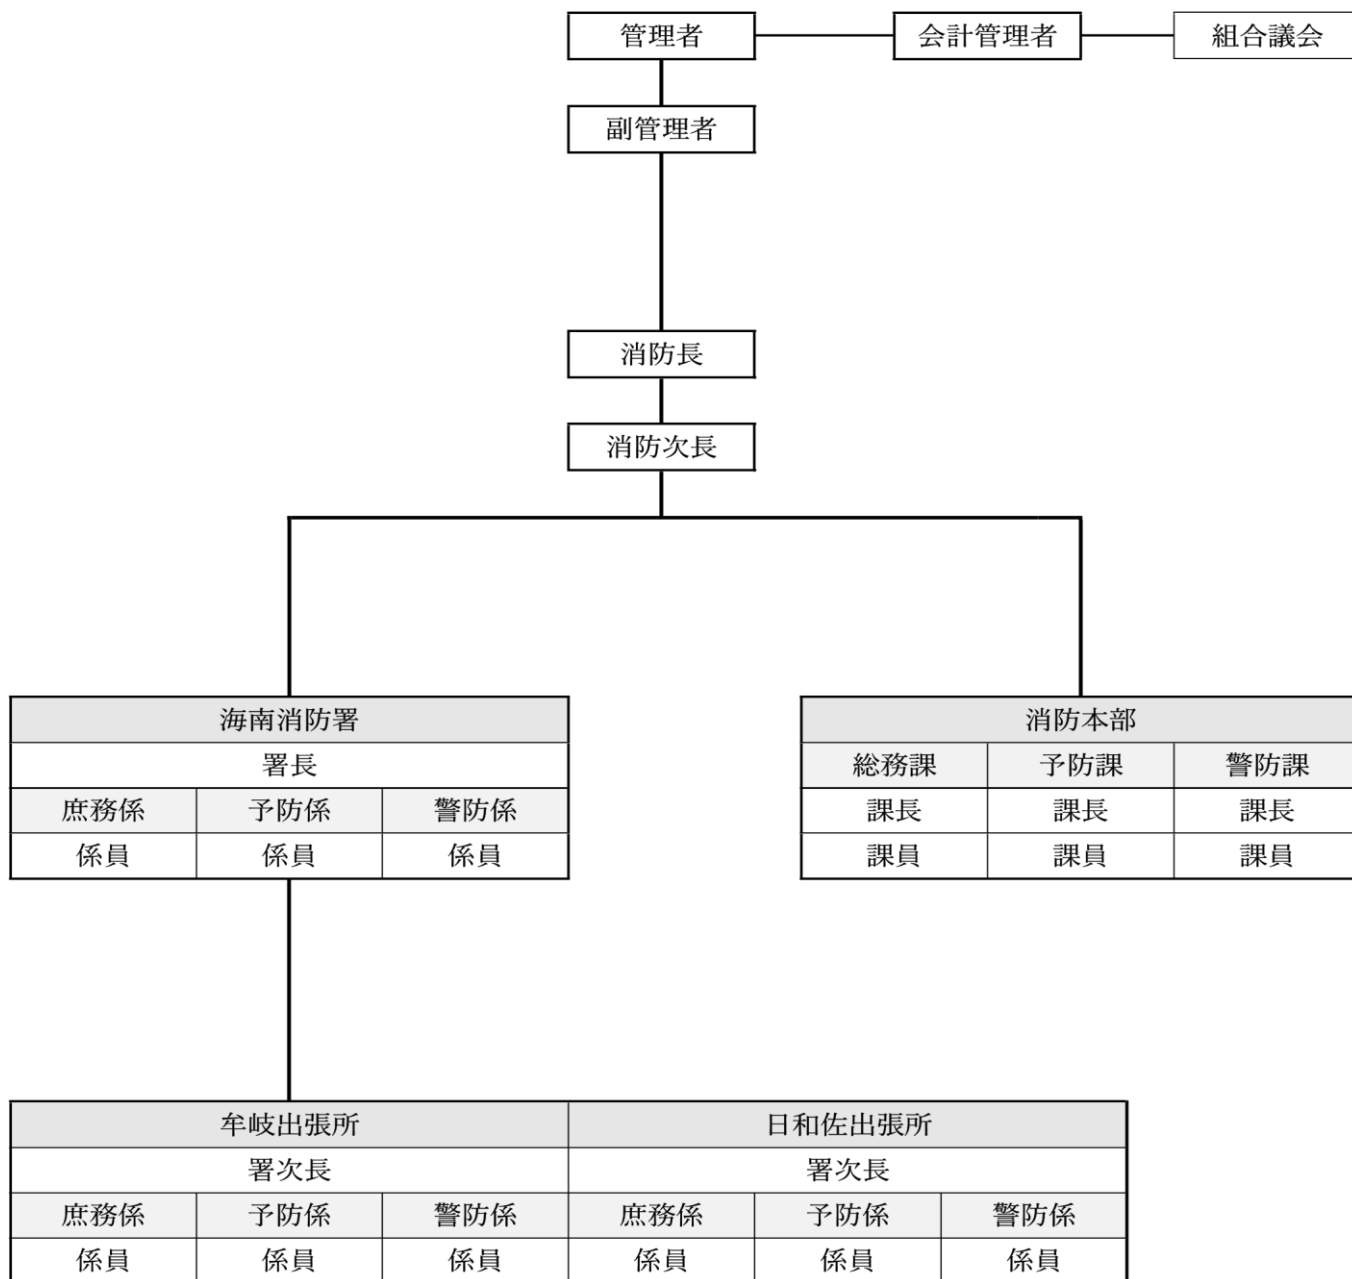 管理者 会計管理者 組合議会
副管理者
消防長
消防次長
海南消防署 消防本部
署長 総務課 予防課 警防課
庶務係 予防係 警防係 課長 課長 課長
係員 係員 係員 課員 課員 課員
牟岐出張所 日和佐出張所
署次長 署次長
庶務係 予防係 警防係 庶務係 予防係 警防係
係員 係員 係員 係員 係員 係員